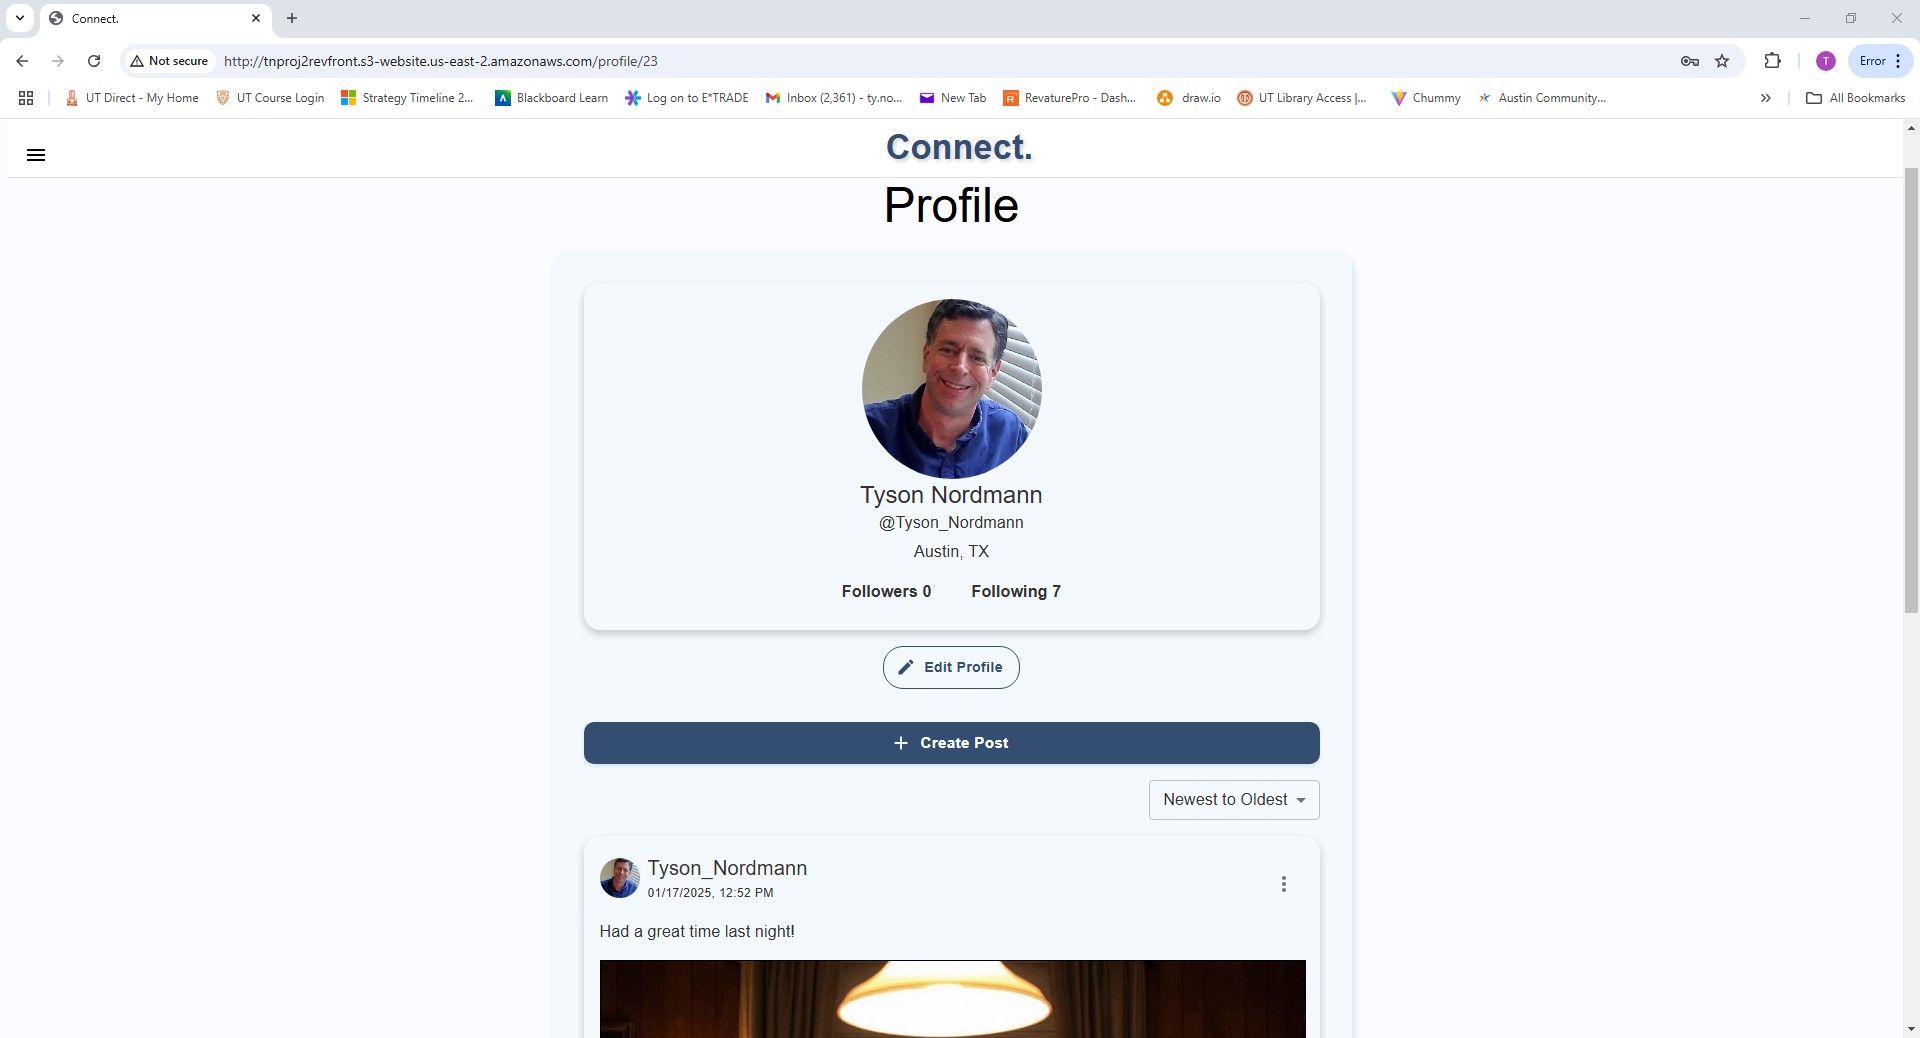 Connect.
Not secure
http://tnproj2revfront.s3-website.us-east-2.amazonaws.com/profile/23
T
Error
UT Direct - My Home
UT Course Login
Strategy Timeline 2...
Blackboard Learn
Log on to E*TRADE
Inbox (2,361) - ty.no...
New Tab
RevaturePro - Dash...
draw.io
UT Library Access |...
Chummy
Austin Community...
All Bookmarks
Connect.
Profile
Tyson Nordmann
@Tyson_Nordmann
Austin, TX
Followers 0 Following 7
Edit Profile
Create Post
Newest to Oldest
Tyson_Nordmann
01/17/2025, 12:52 PM
Had a great time last night!